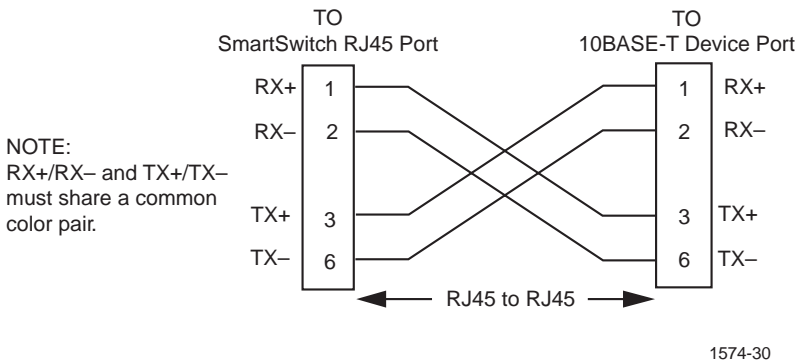 TO
SmartSwitch RJ45 Port
TO
10BASE-T Device Port
RX+ 1 1 RX+
RX– 2 2 RX–
NOTE:
RX+/RX– and TX+/TX–
must share a common
color pair.
TX+ 3 3 TX+
TX– 6 6 TX–
RJ45 to RJ45
1574-30